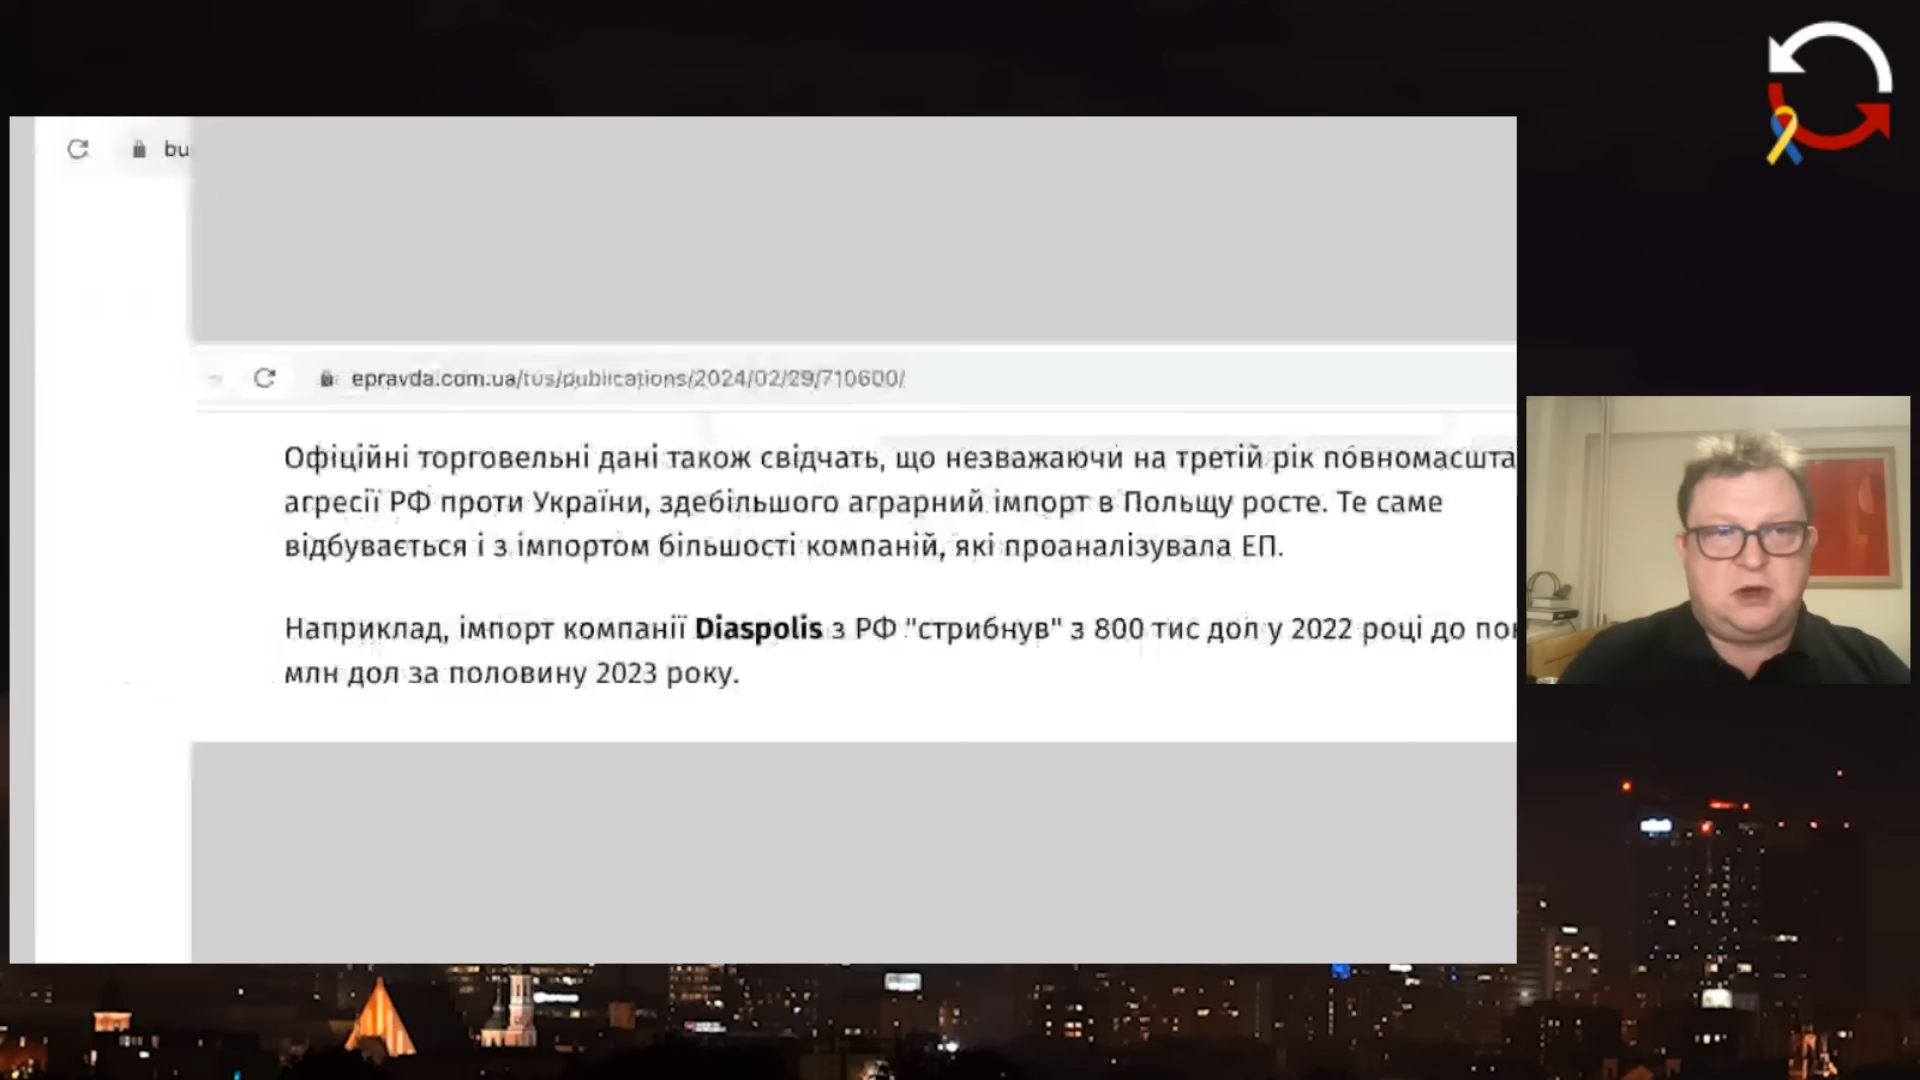 bu
epravda.com.ua/rus/publications/2024/02/29/710600/
Офіційні торговельні дані також свідчать, що незважаючи на третій рік повномасшта
агресії РФ проти України, здебільшого аграрний імпорт в Польщу росте. Те саме
відбувається і з імпортом більшості компаній, які проаналізувала ЕП.
Наприклад, імпорт компанії Diaspolis з РФ "стрибнув" з 800 тис дол у 2022 році до
млн дол за половину 2023 року.